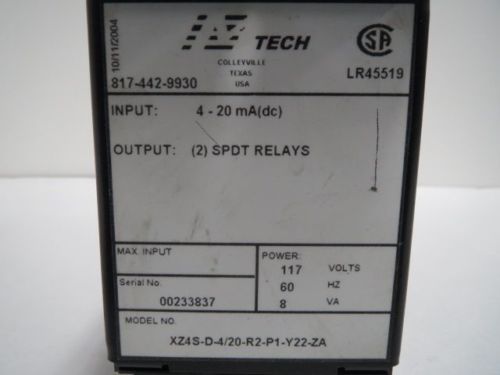 10/11/2004
TECH
COLLEYVILLE
TEXAS
USA
817-442-9930
LR45519
INPUT: 4 - 20 mA(dc)
OUTPUT: (2) SPDT RELAYS
MAX. INPUT
Serial No.
00233837
POWER:
117 VOLTS
60 HZ
8 VA
MODEL NO.
XZ4S-D-4/20-R2-P1-Y22-ZA